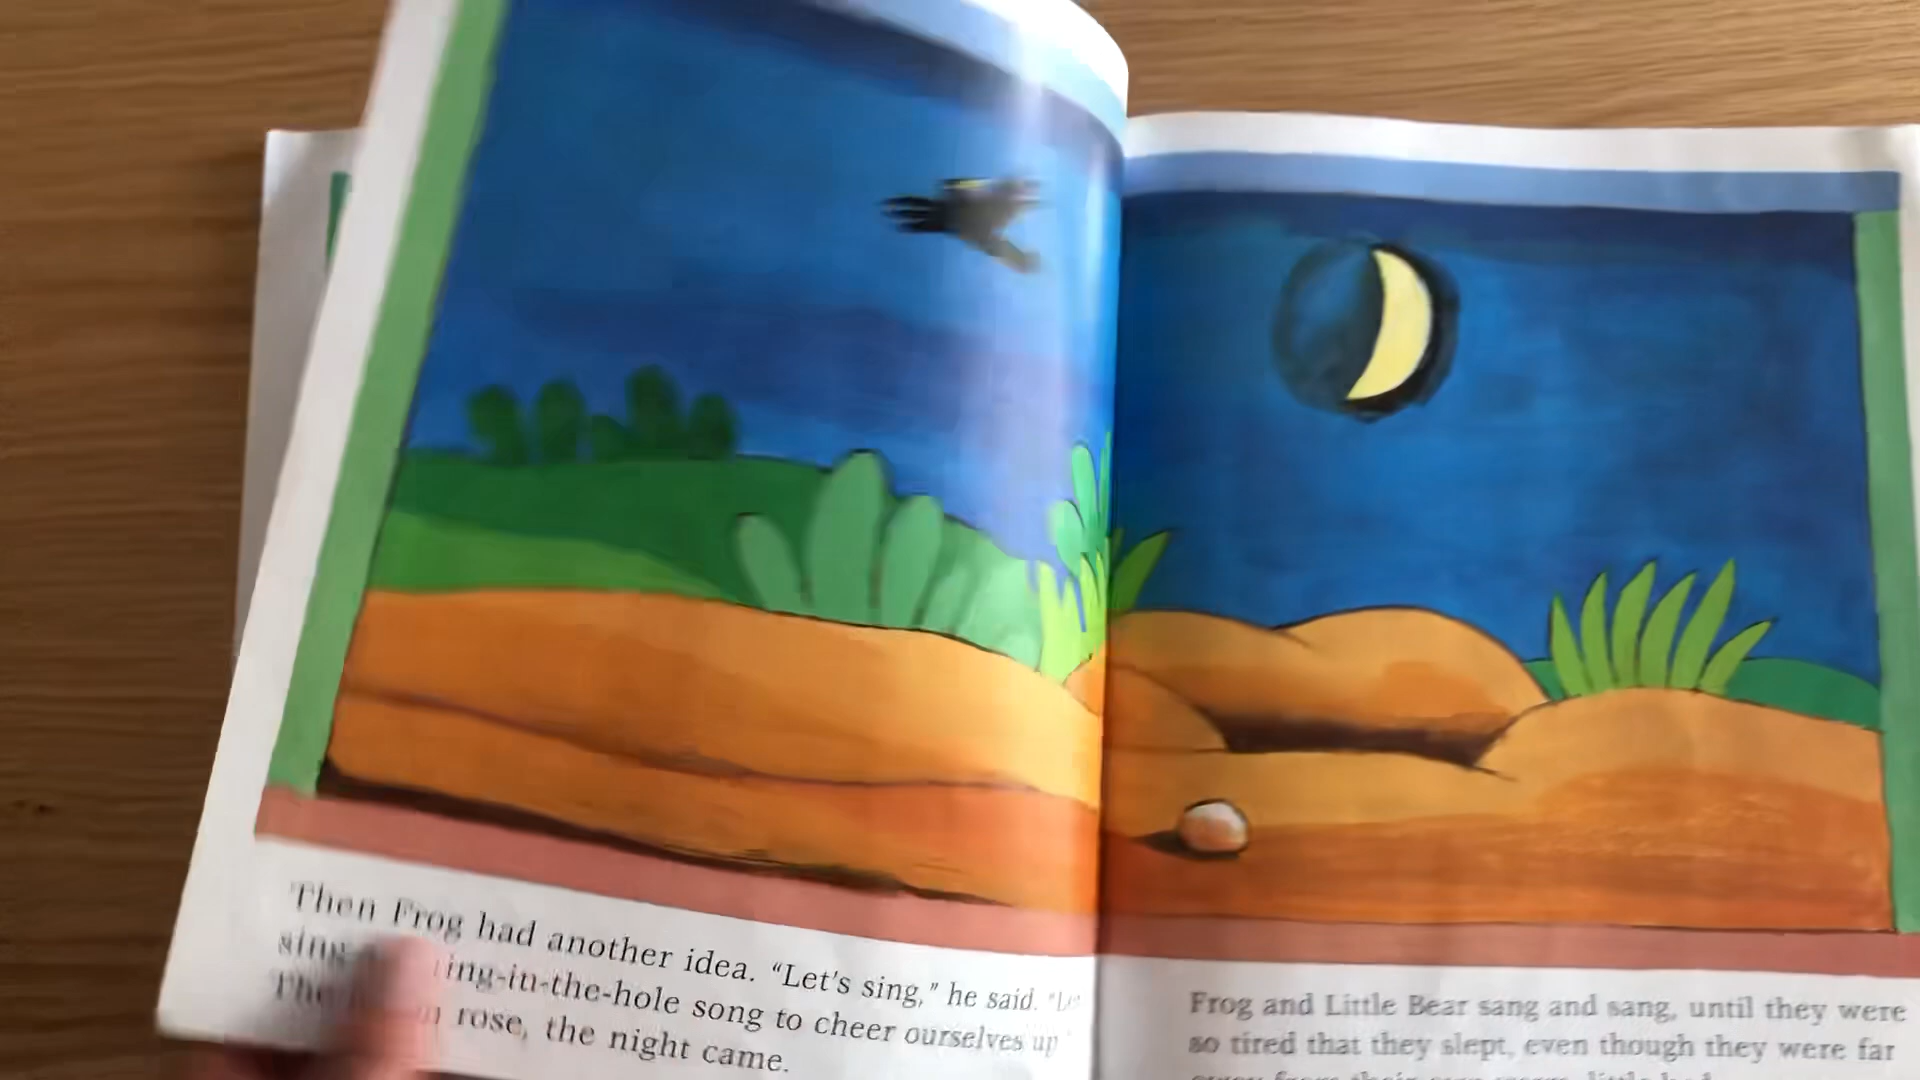 Then Frog had another idea. “Let's sing,” he said.
ing-in-the-hole song to cheer ourselves up
rose, the night came.
Frog and Little Bear sang and sang, until they were
so tired that they slept, even though they were far